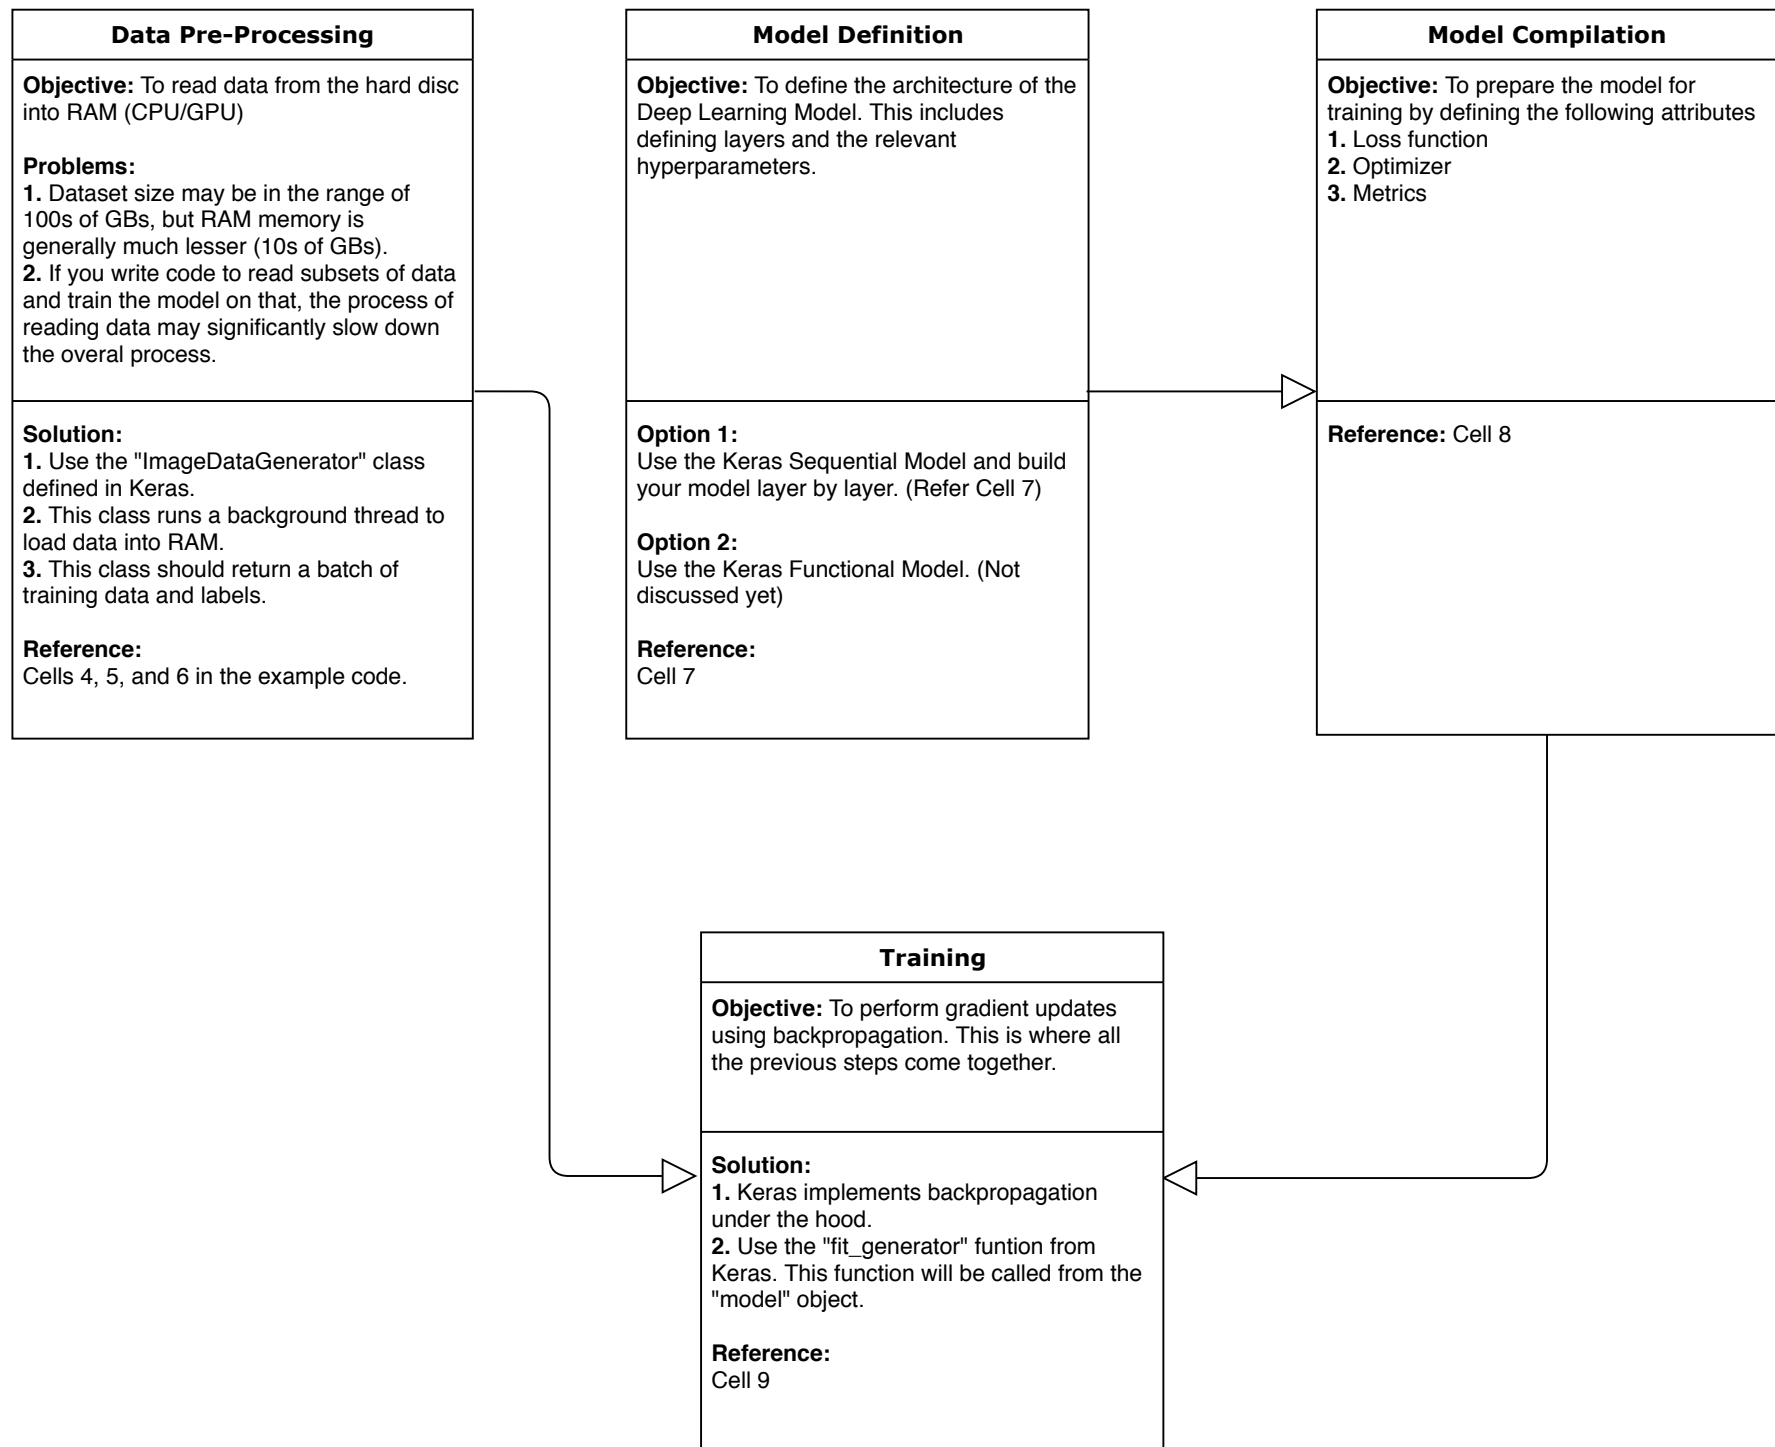 Data Pre-Processing
Objective: To read data from the hard disc
into RAM (CPU/GPU)
Problems:
1. Dataset size may be in the range of
100s of GBs, but RAM memory is
generally much lesser (10s of GBs).
2. If you write code to read subsets of data
and train the model on that, the process of
reading data may significantly slow down
the overal process.
Solution:
1. Use the "ImageDataGenerator" class
defined in Keras.
2. This class runs a background thread to
load data into RAM.
3. This class should return a batch of
training data and labels.
Reference:
Cells 4, 5, and 6 in the example code.
Model Definition
Objective: To define the architecture of the
Deep Learning Model. This includes
defining layers and the relevant
hyperparameters.
Option 1:
Use the Keras Sequential Model and build
your model layer by layer. (Refer Cell 7)
Option 2:
Use the Keras Functional Model. (Not
discussed yet)
Reference:
Cell 7
Model Compilation
Objective: To prepare the model for
training by defining the following attributes
1. Loss function
2. Optimizer
3. Metrics
Reference: Cell 8
Training
Objective: To perform gradient updates
using backpropagation. This is where all
the previous steps come together.
Solution:
1. Keras implements backpropagation
under the hood.
2. Use the "fit_generator" funtion from
Keras. This function will be called from the
"model" object.
Reference:
Cell 9